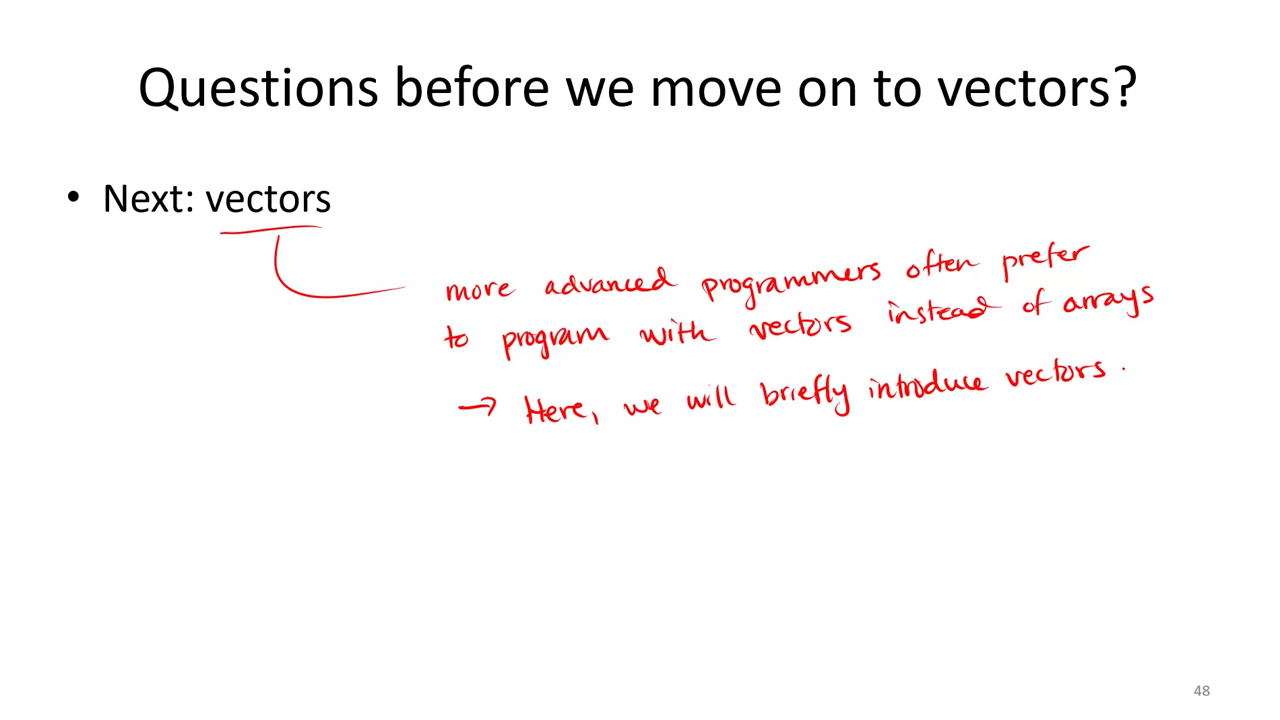 Questions before we move on to vectors?
• Next: vectors
more advanced programmers often prefer
to program with vectors instead of arrays
→ Here, we will briefly introduce vectors.
48